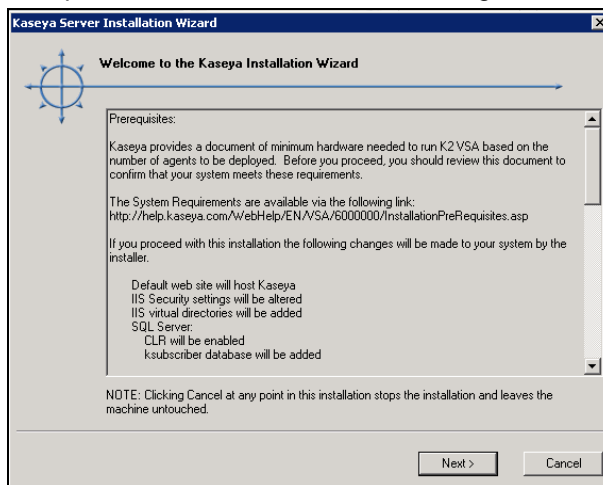 Kaseya Server Installation Wizard
Welcome to the Kaseya Installation Wizard
Prerequisites:
Kaseya provides a document of minimum hardware needed to run K2 VSA based on the
number of agents to be deployed. Before you proceed, you should review this document to
confirm that your system meets these requirements.
The System Requirements are available via the following link:
http://help.kaseya.com/WebHelp/EN/VSA/6000000/InstallationPreRequisites.asp
If you proceed with this installation the following changes will be made to your system by the
installer.
Default web site will host Kaseya
IIS Security settings will be altered
IIS virtual directories will be added
SQL Server:
CLR will be enabled
ksubscriber database will be added
NOTE: Clicking Cancel at any point in this installation stops the installation and leaves the
machine untouched.
Next >
Cancel